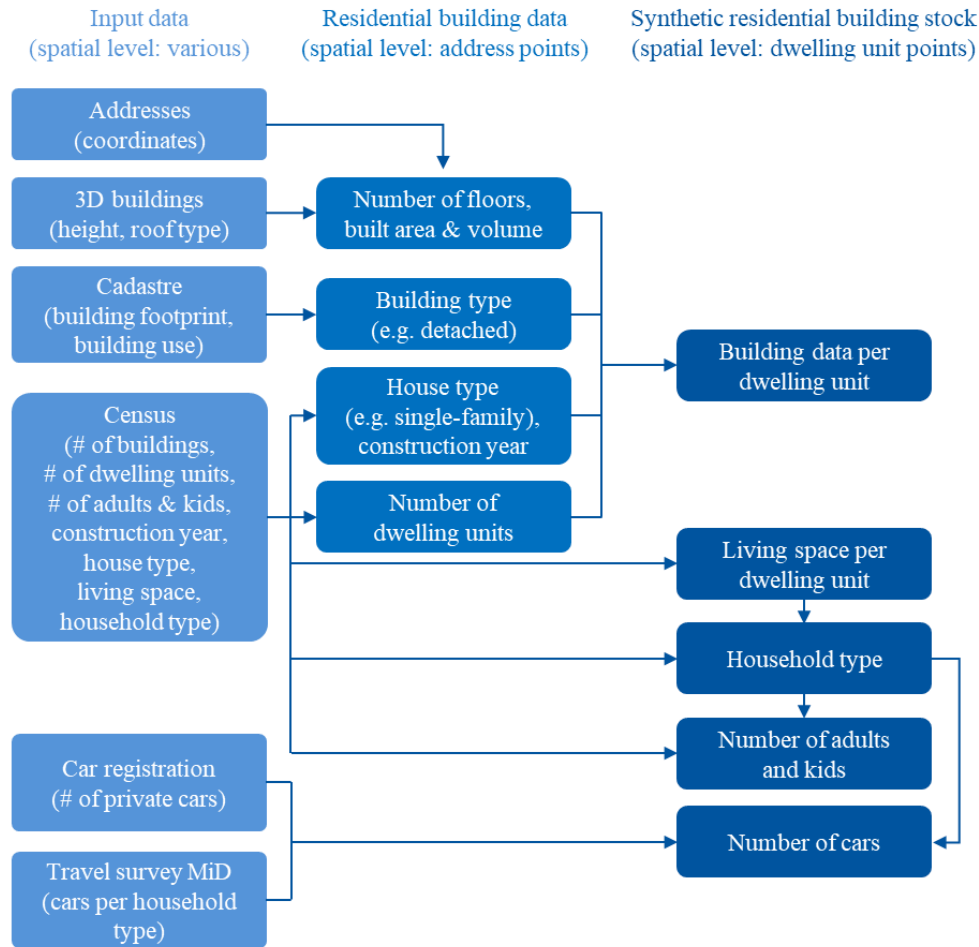 Input data
(spatial level: various)
Residential building data
(spatial level: address points)
Synthetic residential building stock
(spatial level: dwelling unit points)
Addresses
(coordinates)
3D buildings
(height, roof type)
Number of floors,
built area & volume
Cadastre
(building footprint,
building use)
Building type
(e.g. detached)
Building data per
dwelling unit
Census
(# of buildings,
# of dwelling units,
# of adults & kids,
construction year,
house type,
living space,
household type)
House type
(e.g. single-family),
construction year
Number of
dwelling units
Living space per
dwelling unit
Household type
Number of adults
and kids
Car registration
(# of private cars)
Number of cars
Travel survey MiD
(cars per household
type)